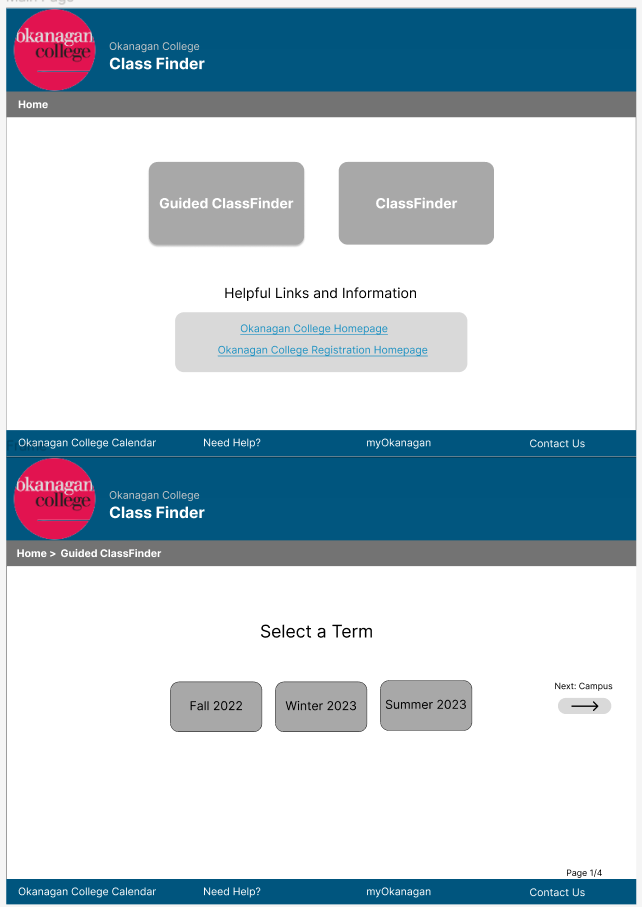 okanagan
college
Okanagan College
Class Finder
Home
Guided ClassFinder
ClassFinder
Helpful Links and Information
Okanagan College Homepage
Okanagan College Registration Homepage
Okanagan College Calendar
Need Help?
myOkanagan
Contact Us
okanagan
college
Okanagan College
Class Finder
Home > Guided ClassFinder
Select a Term
Fall 2022
Winter 2023
Summer 2023
Next: Campus
Page 1/4
Okanagan College Calendar
Need Help?
myOkanagan
Contact Us